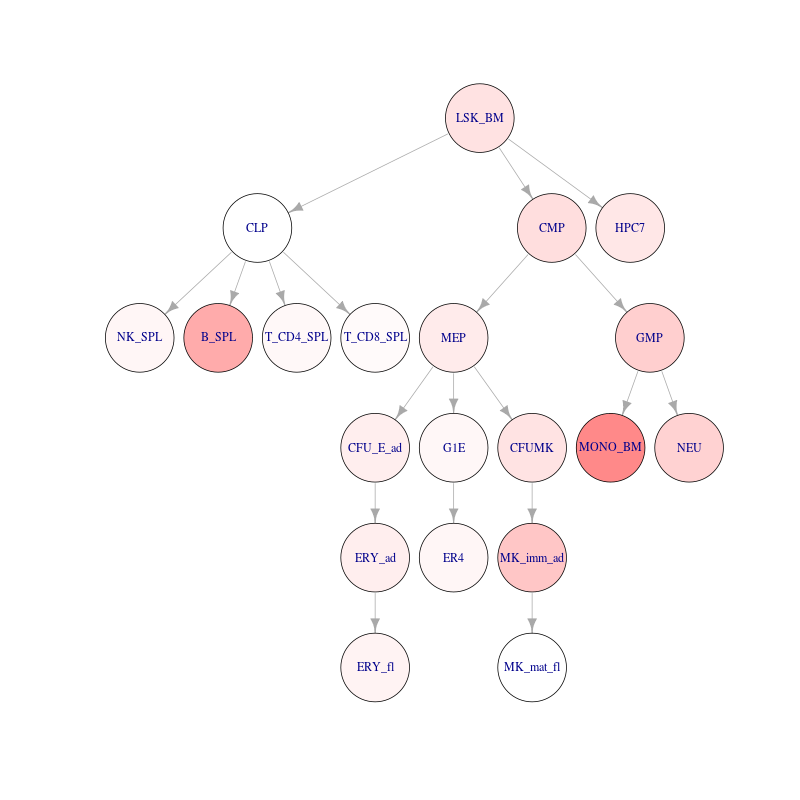 LSK_BM
CLP
CMP
HPC7
NK_SPL
B_SPL
T_CD4_SPL
T_CD8_SPL
MEP
GMP
CFU_E_ad
G1E
CFUMK
MONO_BM
NEU
ERY_ad
ER4
MK_imm_ad
ERY_fl
MK_mat_fl